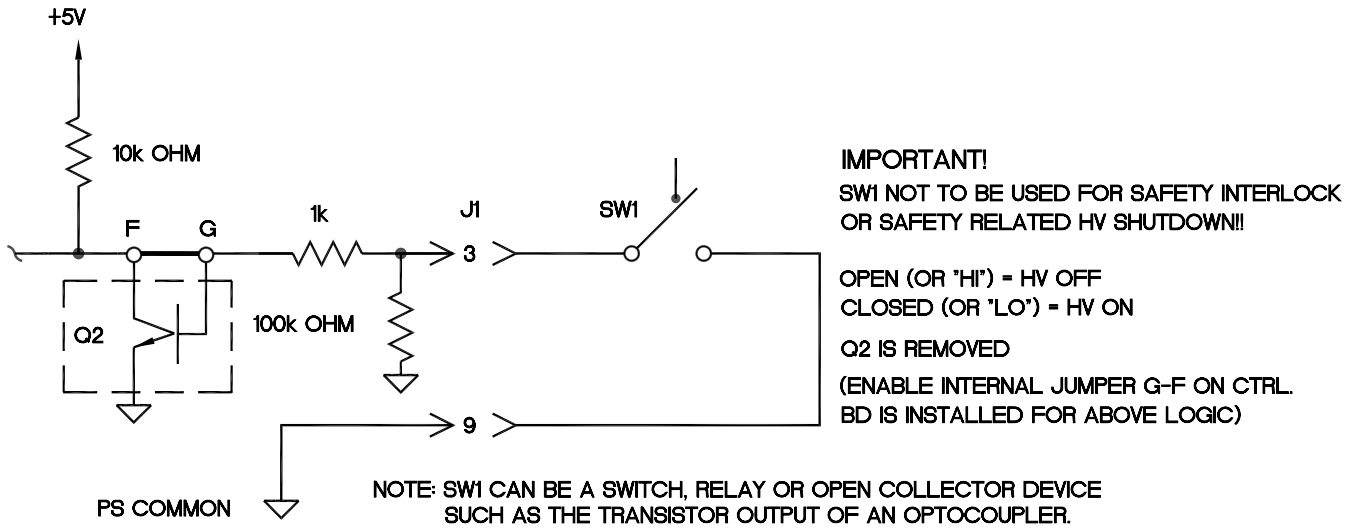 +5V
10k OHM
F
G
1k
J1
SW1
3
Q2
100k OHM
9
PS COMMON
IMPORTANT!
SW1 NOT TO BE USED FOR SAFETY INTERLOCK
OR SAFETY RELATED HV SHUTDOWN!!
OPEN (OR "HI") = HV OFF
CLOSED (OR "LO") = HV ON
Q2 IS REMOVED
(ENABLE INTERNAL JUMPER G-F ON CTRL.
BD IS INSTALLED FOR ABOVE LOGIC)
NOTE: SW1 CAN BE A SWITCH, RELAY OR OPEN COLLECTOR DEVICE
SUCH AS THE TRANSISTOR OUTPUT OF AN OPTOCOUPLER.